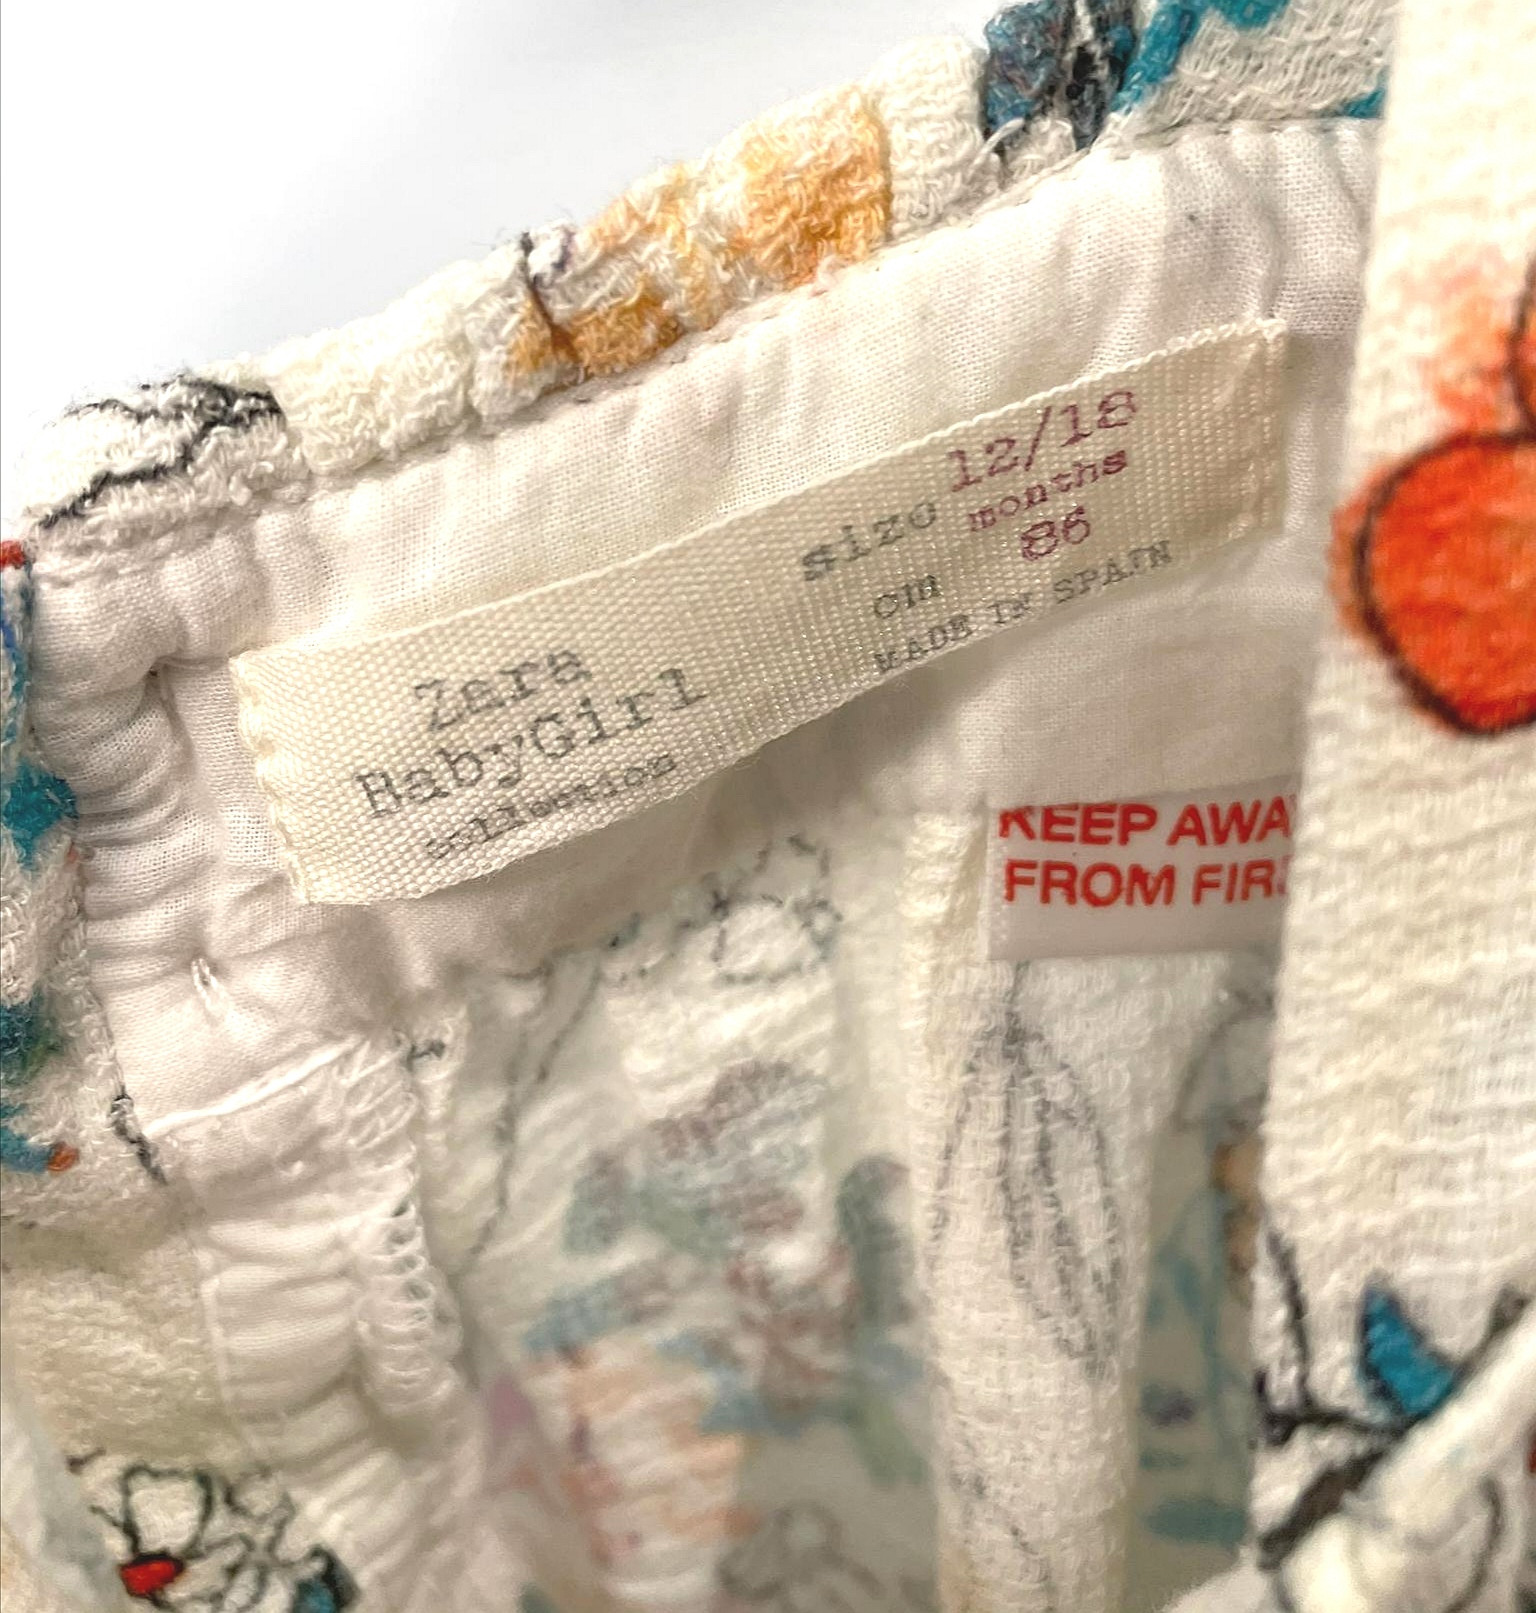 Zara
BabyGirl
collection
size 12/18
months
cm 86
MADE IN SPAIN
KEEP AWA
FROM FIR